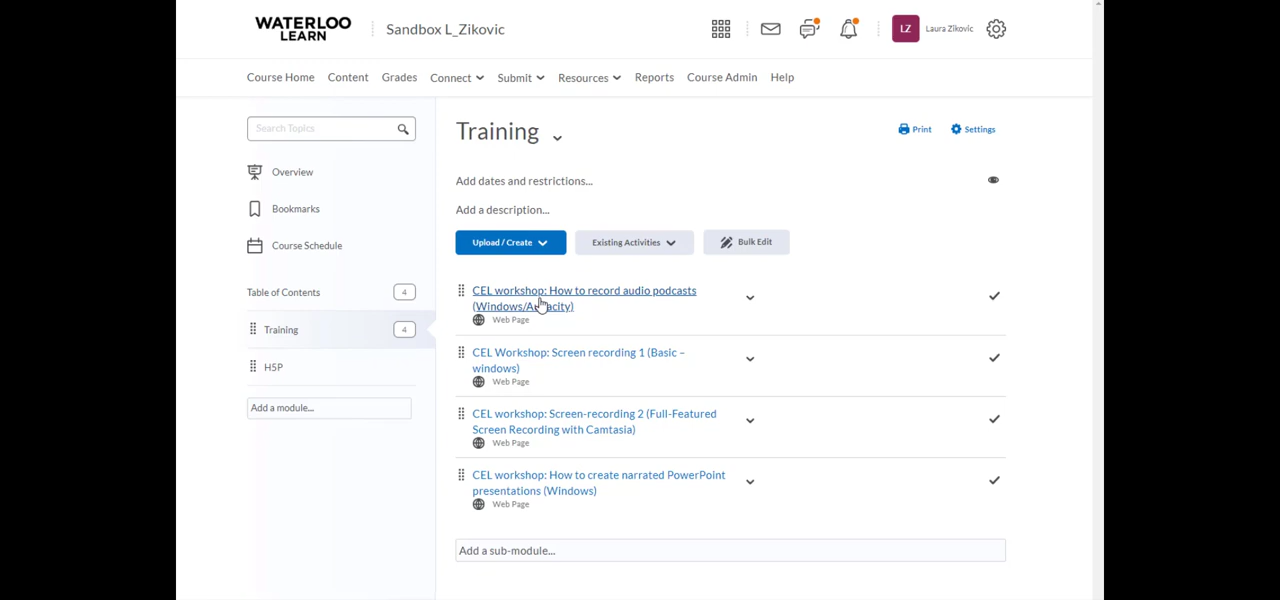 WATERLOO
LEARN
Sandbox L_Zikovic
LZ
Laura Zikovic
Course Home
Content
Grades
Connect
Submit
Resources
Reports
Course Admin
Help
Search Topics
Overview
Bookmarks
Course Schedule
Table of Contents
4
Training
4
H5P
Add a module...
Training
Print
Settings
Add dates and restrictions...
Add a description...
Upload / Create
Existing Activities
Bulk Edit
CEL workshop: How to record audio podcasts
(Windows/Audacity)
Web Page
CEL Workshop: Screen recording 1 (Basic –
windows)
Web Page
CEL workshop: Screen-recording 2 (Full-Featured
Screen Recording with Camtasia)
Web Page
CEL workshop: How to create narrated PowerPoint
presentations (Windows)
Web Page
Add a sub-module...